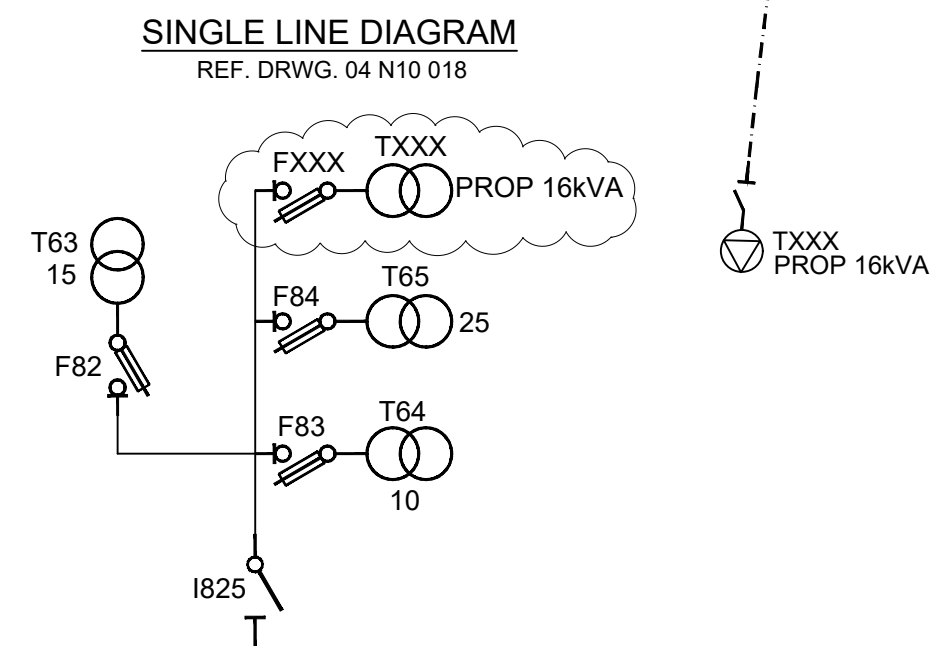 SINGLE LINE DIAGRAM
REF. DRWG. 04 N10 018
FXXX
TXXX
PROP 16kVA
T63
15
F82
F84
T65
25
F83
T64
10
I825
TXXX
PROP 16kVA